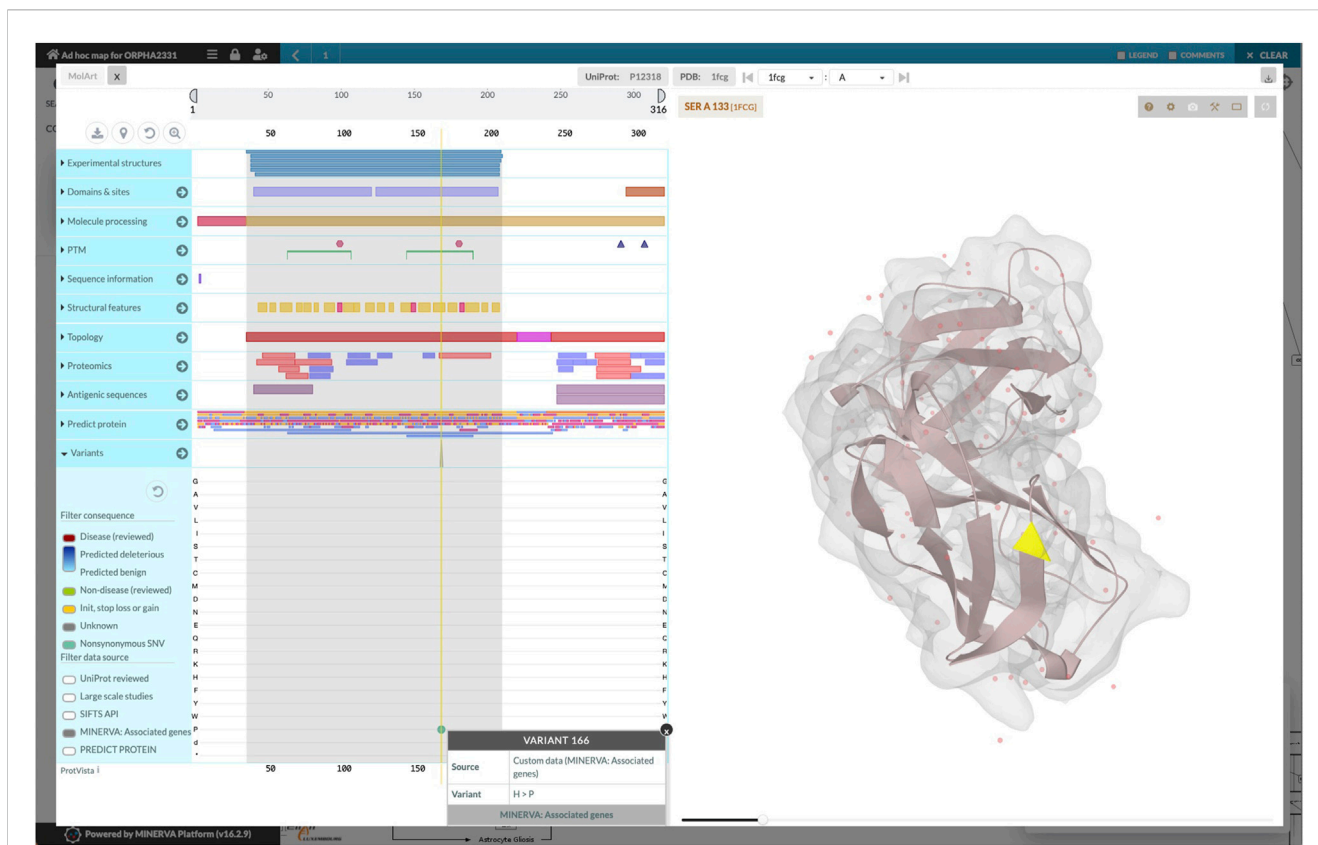 Ad hoc map for ORPHA2331
1
LEGEND
COMMENTS
× CLEAR
MolArt
X
UniProt: P12318
PDB: 1fcg
1fcg
:
A
SER A 133 [1FCG]
50 100 150 200 250 300
1
316
50 100 150 200 250 300
Experimental structures
Domains & sites
Molecule processing
PTM
Sequence information
Structural features
Topology
Proteomics
Antigenic sequences
Predict protein
Variants
G G
A A
V V
L L
I I
S S
T T
C C
M M
D D
N N
E E
Q Q
R R
K K
H H
F F
Y Y
W W
P
d
*
Filter consequence
Disease (reviewed)
Predicted deleterious
Predicted benign
Non-disease (reviewed)
Init, stop loss or gain
Unknown
Nonsynonymous SNV
Filter data source
UniProt reviewed
Large scale studies
SIFTS API
MINERVA: Associated genes
PREDICT PROTEIN
ProtVista i
50 100 150
VARIANT 166
x
Source
Custom data (MINERVA: Associated
genes)
Variant
H > P
MINERVA: Associated genes
Powered by MINERVA Platform (v16.2.9)
Astrocyte Gliosis